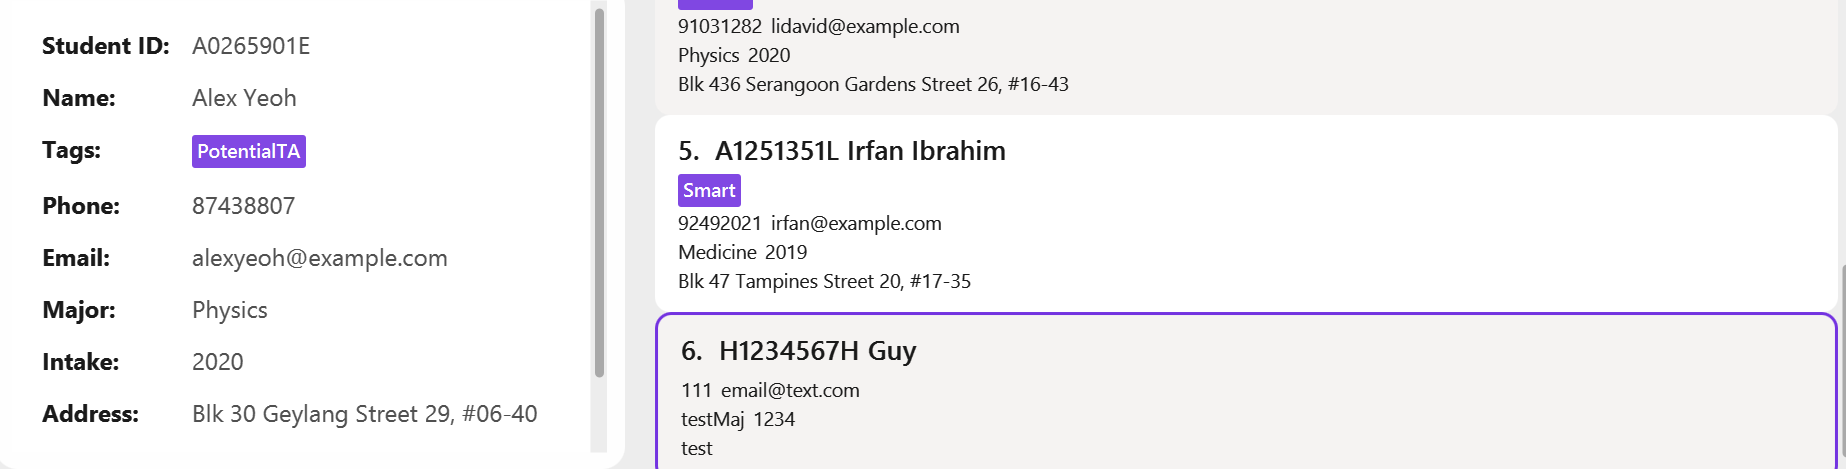 Student ID: A0265901E
Name: Alex Yeoh
Tags: PotentialTA
Phone: 87438807
Email: alexyeoh@example.com
Major: Physics
Intake: 2020
Address: Blk 30 Geylang Street 29, #06-40
91031282 lidavid@example.com
Physics 2020
Blk 436 Serangoon Gardens Street 26, #16-43
5. A1251351L Irfan Ibrahim
Smart
92492021 irfan@example.com
Medicine 2019
Blk 47 Tampines Street 20, #17-35
6. H1234567H Guy
111 email@text.com
testMaj 1234
test